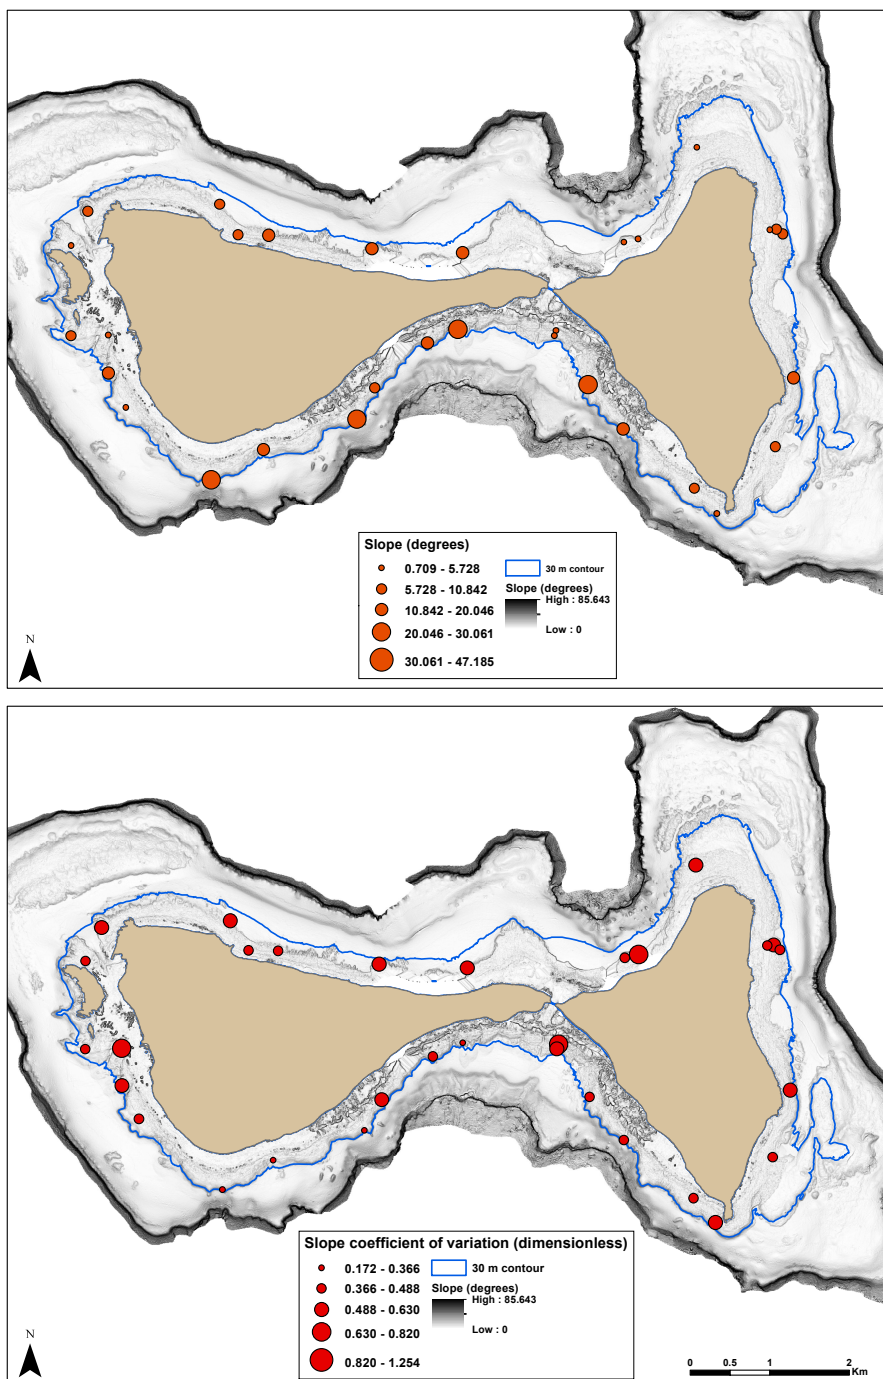 Slope (degrees)
0.709 - 5.728
5.728 - 10.842
10.842 - 20.046
20.046 - 30.061
30.061 - 47.185
30 m contour
Slope (degrees)
High : 85.643
Low : 0
N
Slope coefficient of variation (dimensionless)
0.172 - 0.366
0.366 - 0.488
0.488 - 0.630
0.630 - 0.820
0.820 - 1.254
30 m contour
Slope (degrees)
High : 85.643
Low : 0
N
0 0.5 1 2
Km